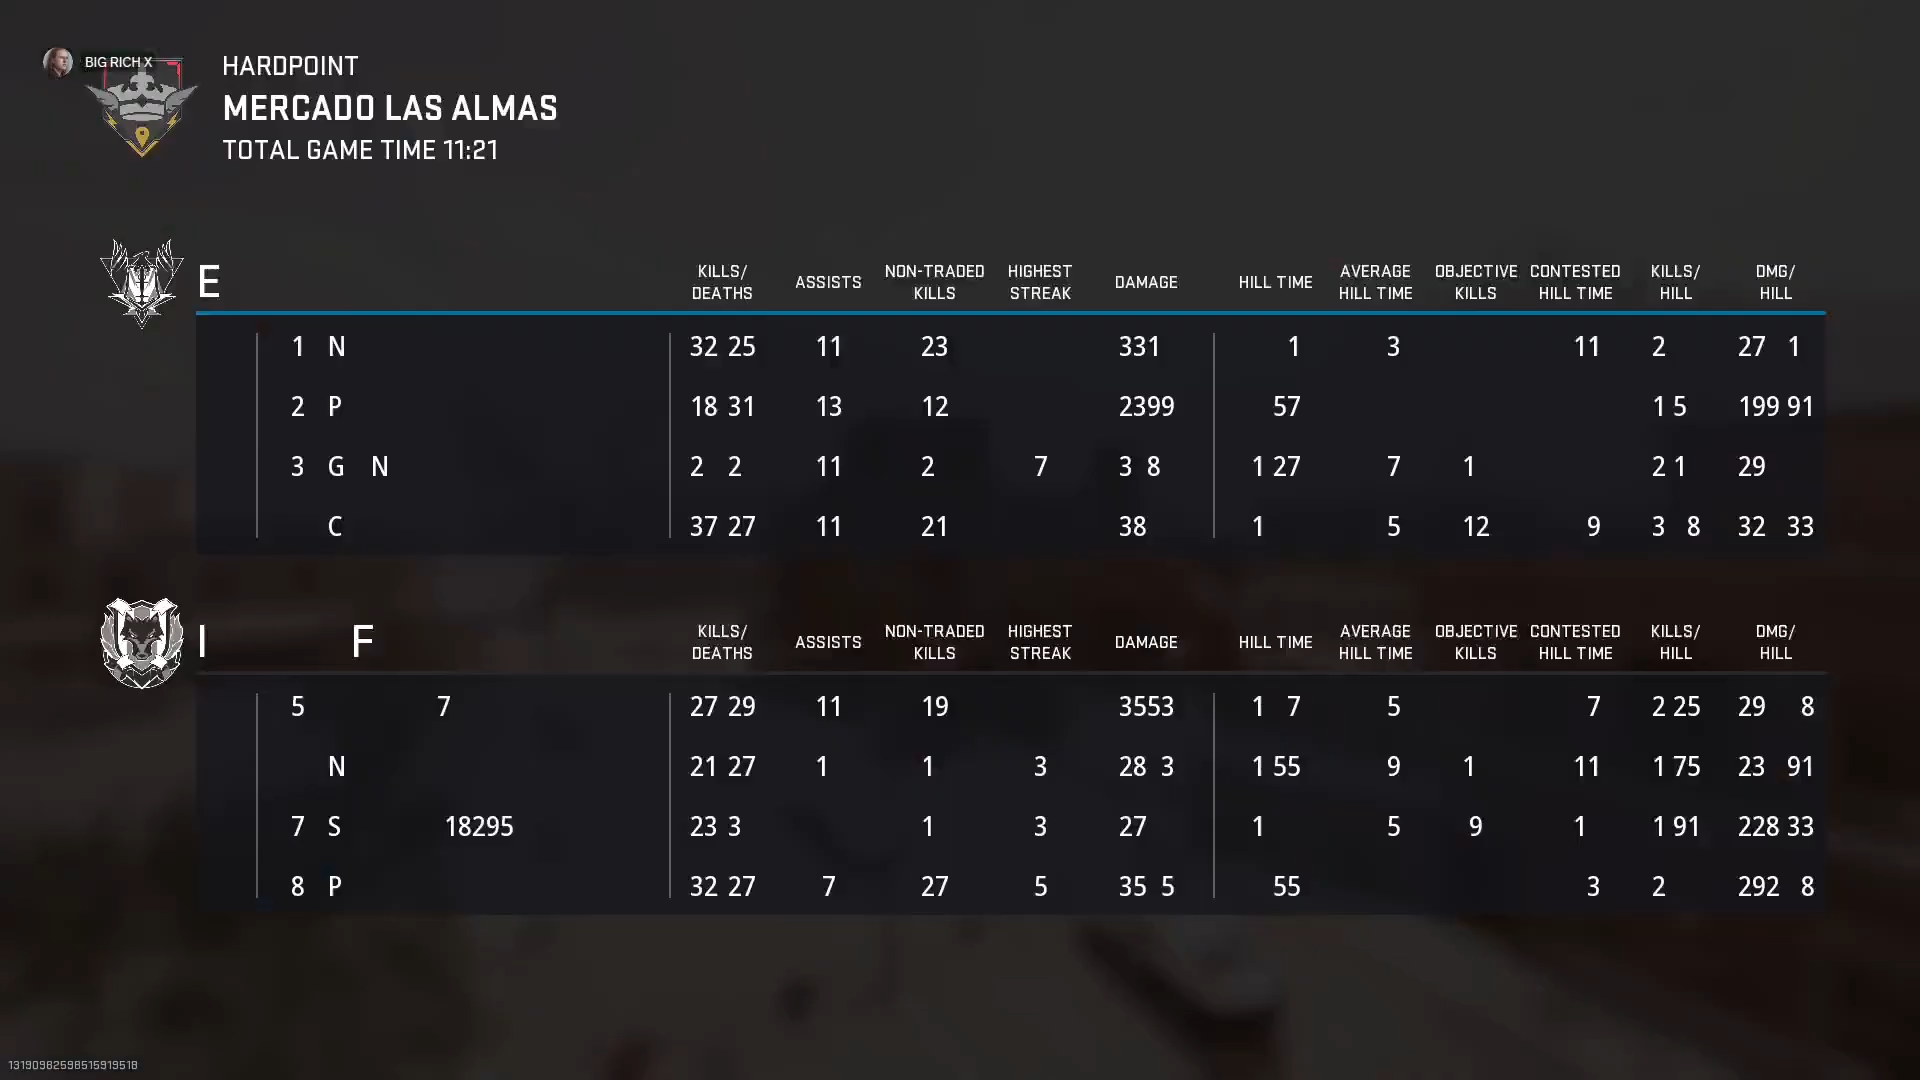 BIG RICH X
HARDPOINT
MERCADO LAS ALMAS
TOTAL GAME TIME 11:21
E KILLS/ DEATHS ASSISTS NON-TRADED KILLS HIGHEST STREAK DAMAGE HILL TIME AVERAGE HILL TIME OBJECTIVE KILLS CONTESTED HILL TIME KILLS/ HILL DMG/ HILL
1 N 32 25 11 23 331 1 3 11 2 27 1
2 P 18 31 13 12 2399 57 1 5 199 91
3 G N 2 2 11 2 7 3 8 1 27 7 1 2 1 29
C 37 27 11 21 38 1 5 12 9 3 8 32 33
I F KILLS/ DEATHS ASSISTS NON-TRADED KILLS HIGHEST STREAK DAMAGE HILL TIME AVERAGE HILL TIME OBJECTIVE KILLS CONTESTED HILL TIME KILLS/ HILL DMG/ HILL
5 7 27 29 11 19 3553 1 7 5 7 2 25 29 8
N 21 27 1 1 3 28 3 1 55 9 1 11 1 75 23 91
7 S 18295 23 3 1 3 27 1 5 9 1 1 91 228 33
8 P 32 27 7 27 5 35 5 55 3 2 292 8
13190982598515919518